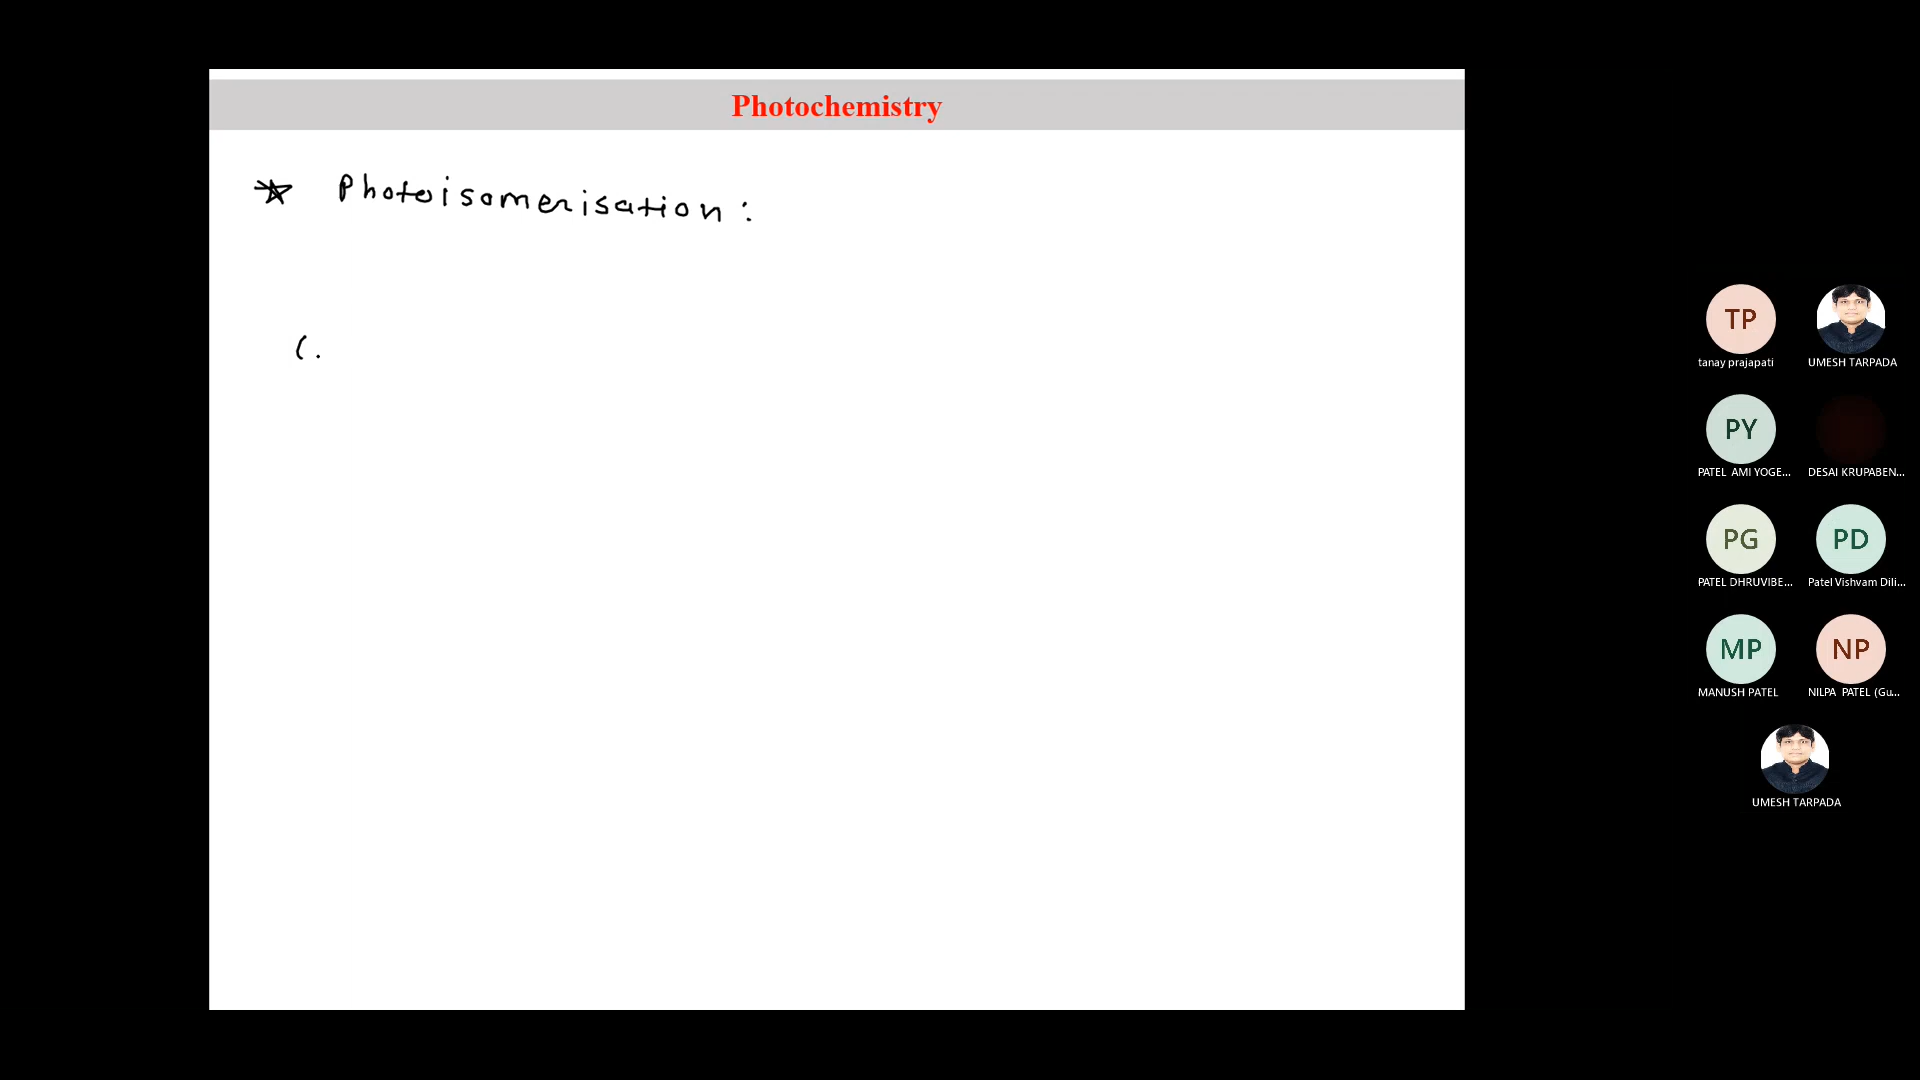 Photochemistry
* Photoisomerisation :
(.
TP
tanay prajapati
UMESH TARPADA
PY
PATEL AMI YOGE...
DESAI KRUPABEN...
PG
PATEL DHRUVIBE...
PD
Patel Vishvam Dili...
MP
MANUSH PATEL
NP
NILPA PATEL (Gu...
UMESH TARPADA